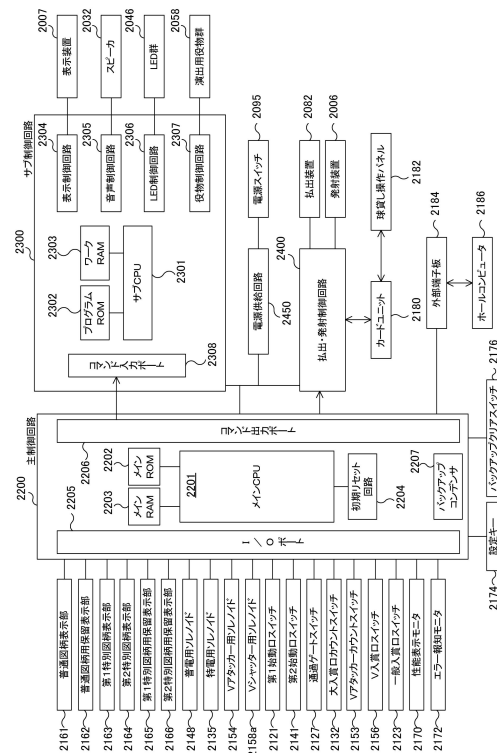 2007
表示装置
2032
スピーカ
2046
LED群
2058
演出用役物群
サブ制御回路
2300
2304
表示制御回路
2305
音声制御回路
2306
LED制御回路
2307
役物制御回路
2303
ワーク
RAM
2302
プログラム
ROM
サブCPU
2301
コマンド入力ポート
2308
電源スイッチ
2095
電源供給回路
2450
払出装置
2082
発射装置
2006
2400
払出・発射制御回路
球貸し操作パネル
2182
カードユニット
2180
外部端子板
2184
ホールコンピュータ
2186
主制御回路
2200
コマンド出力ポート
2206
メイン
ROM
2202
メイン
RAM
2203
2201
メインCPU
初期リセット
回路
2204
2207
バックアップ
コンデンサ
2205
I/Oポート
設定キー
2174
バックアップクリアスイッチ
2176
2161
普通図柄表示部
2162
普通図柄用保留表示部
2163
第1特別図柄表示部
2164
第2特別図柄表示部
2165
第1特別図柄用保留表示部
2166
第2特別図柄用保留表示部
2148
普電用ソレノイド
2135
特電用ソレノイド
2154
Vアタッカー用ソレノイド
2158a
Vシャッター用ソレノイド
2121
第1始動口スイッチ
2141
第2始動口スイッチ
2127
通過ゲートスイッチ
2132
大入賞口カウントスイッチ
2153
Vアタッカーカウントスイッチ
2156
V入賞口スイッチ
2123
一般入賞口スイッチ
2170
性能表示モニタ
2172
エラー報知モニタ